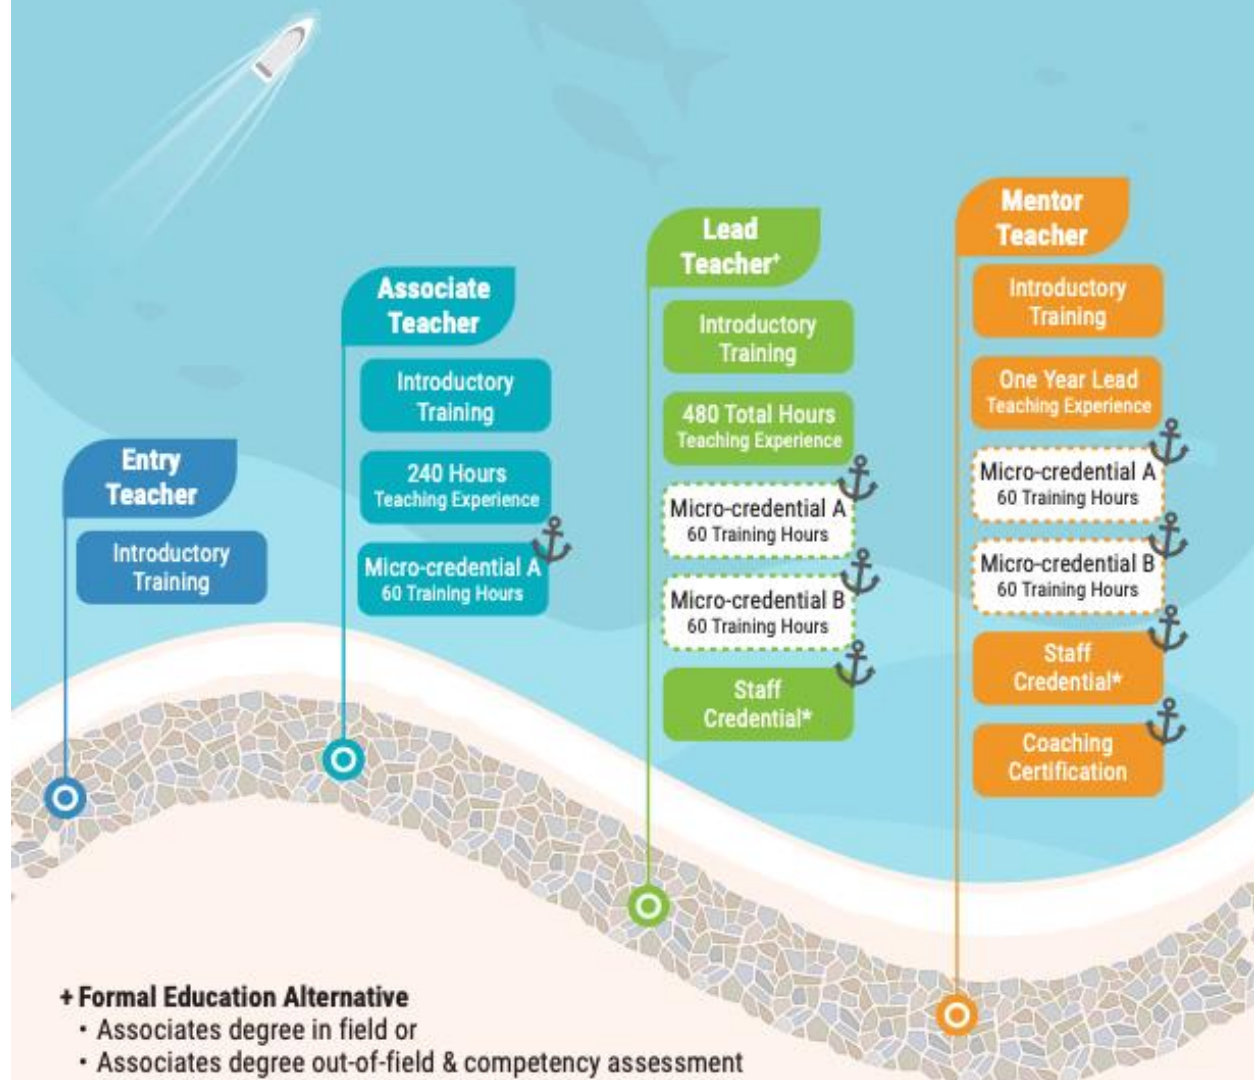 Entry
Teacher
Introductory
Training
Associate
Teacher
Introductory
Training
240 Hours
Teaching Experience
Micro-credential A
60 Training Hours
Lead
Teacher+
Introductory
Training
480 Total Hours
Teaching Experience
Micro-credential A
60 Training Hours
Micro-credential B
60 Training Hours
Staff
Credential*
Mentor
Teacher
Introductory
Training
One Year Lead
Teaching Experience
Micro-credential A
60 Training Hours
Micro-credential B
60 Training Hours
Staff
Credential*
Coaching
Certification
+ Formal Education Alternative
• Associates degree in field or
• Associates degree out-of-field & competency assessment